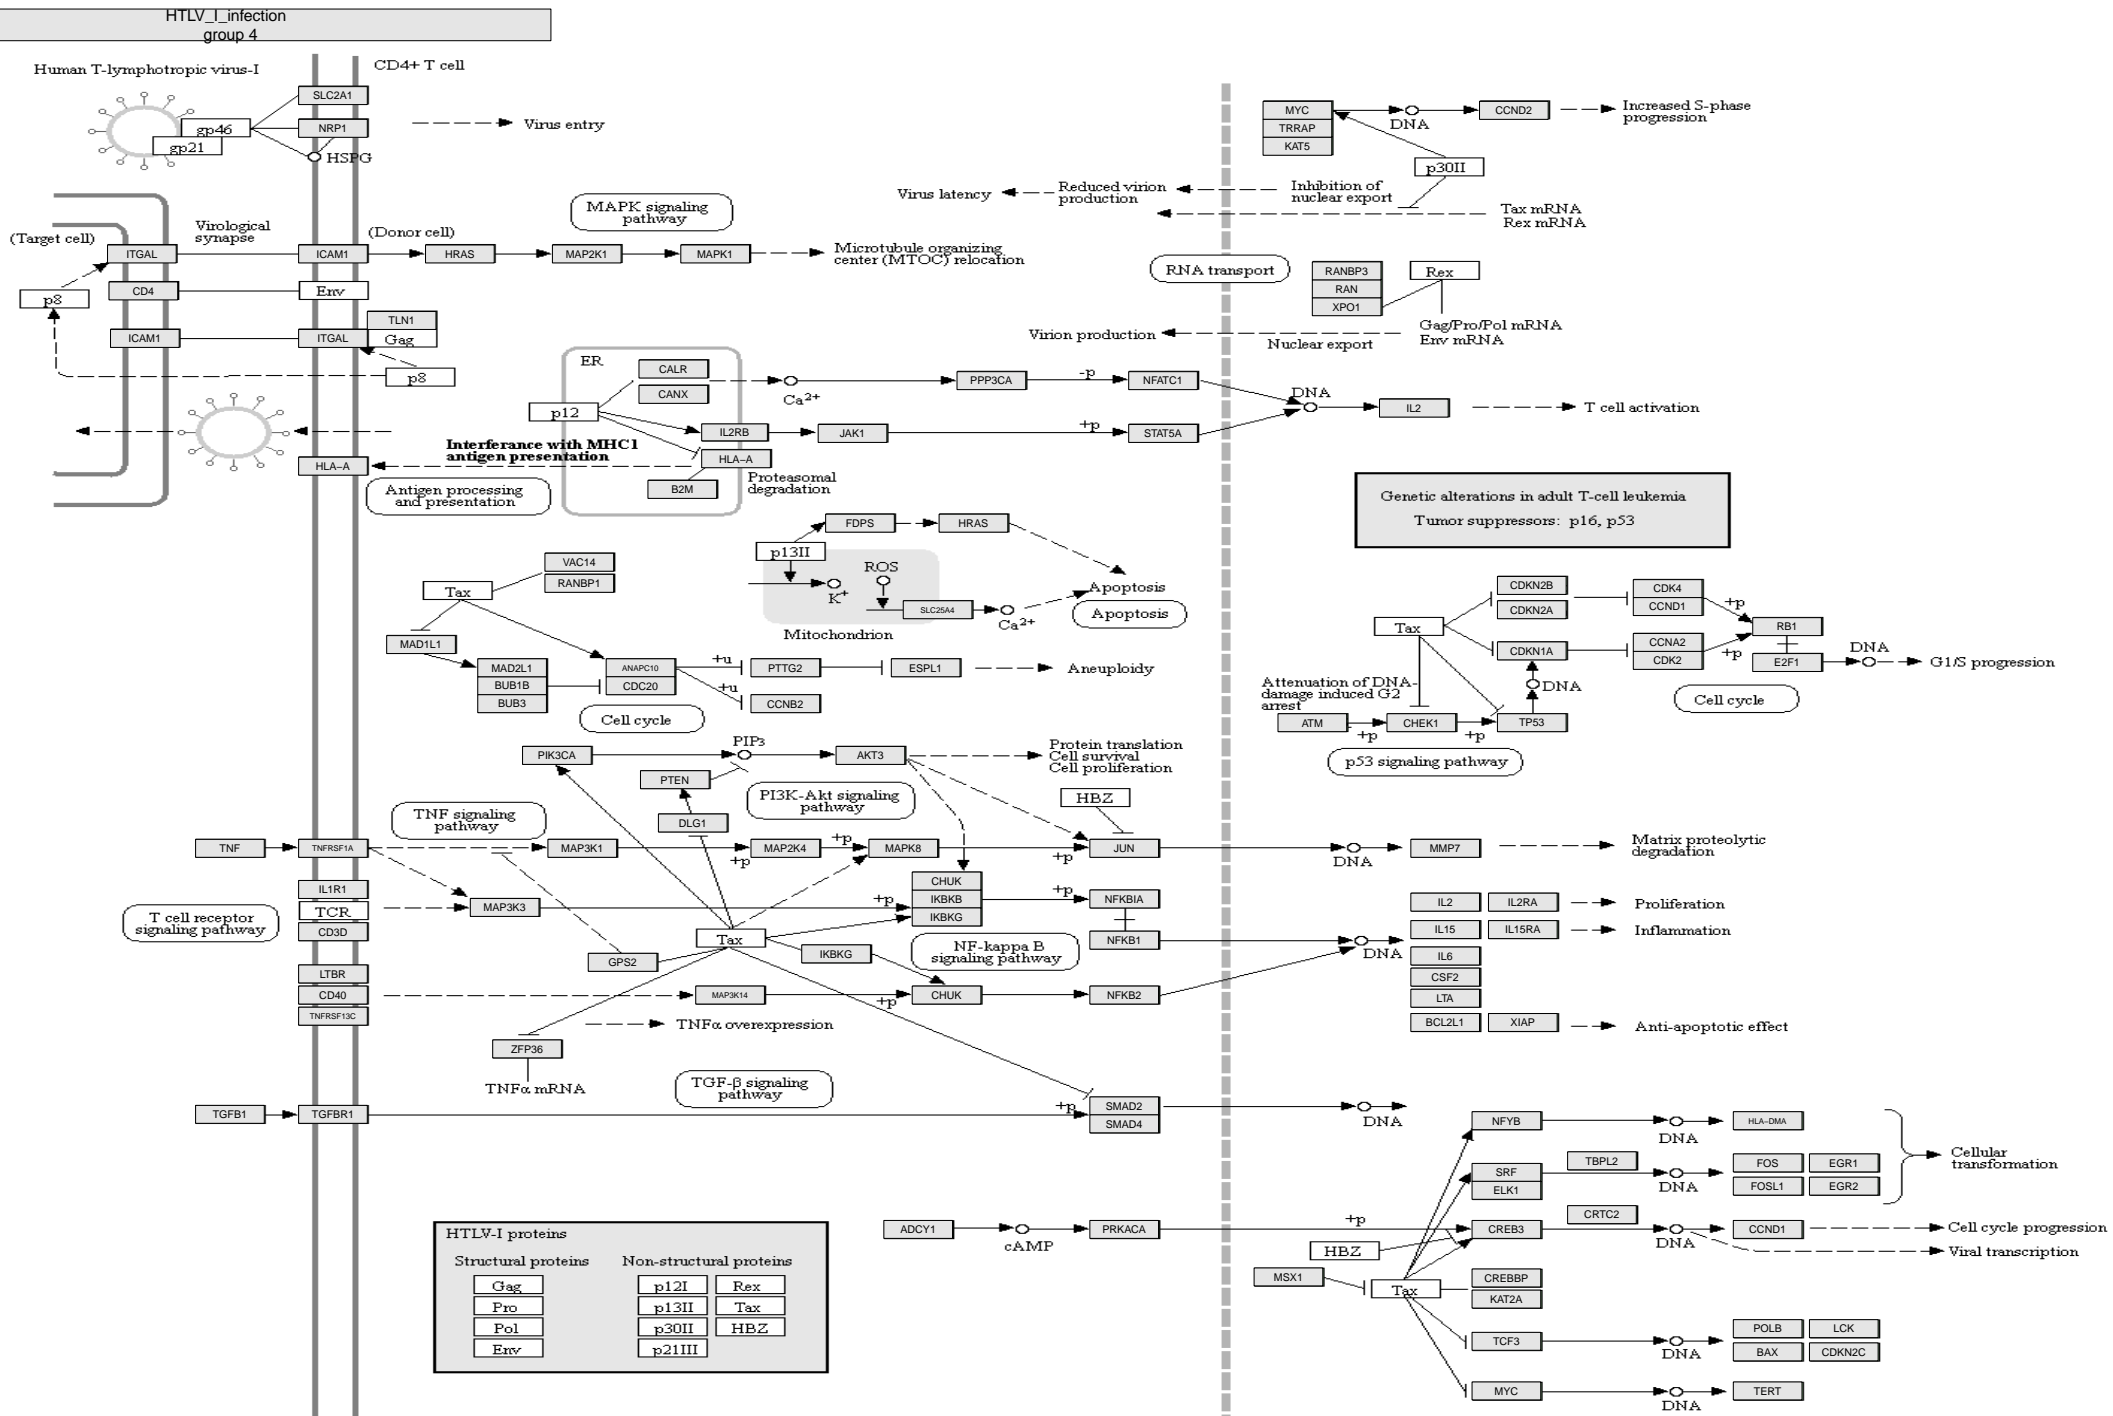 HTLV_I_infection
group 4
Human T-lymphotropic virus-I
CD4+ T cell
SLC2A1
gp46
NRP1
Virus entry
gp21
HSPG
MYC
DNA
CCND2
Increased S-phase
progression
TRRAP
KAT5
p30II
Virus latency
Reduced virion
production
Inhibition of
nuclear export
Tax mRNA
Rex mRNA
MAPK signaling
pathway
(Target cell)
Virological
synapse
(Donor cell)
ITGAL
ICAM1
HRAS
MAP2K1
MAPK1
Microtubule organizing
center (MTOC) relocation
RNA transport
RANBP3
Rex
RAN
XPO1
CD4
Env
p8
TLN1
ICAM1
ITGAL
Gag
p8
Virion production
Nuclear export
Gag/Pro/Pol mRNA
Env mRNA
ER
CALR
CANX
Ca2+
PPP3CA
-p
NFATC1
DNA
IL2
T cell activation
p12
IL2RB
JAK1
+p
STAT5A
Interferance with MHC1
antigen presentation
HLA-A
HLA-A
B2M
Proteasomal
degradation
Antigen processing
and presentation
Genetic alterations in adult T-cell leukemia
Tumor suppressors: p16, p53
FDPS
HRAS
p13II
ROS
K+
SLC25A4
Ca2+
Mitochondrion
Apoptosis
Apoptosis
VAC14
RANBP1
Tax
MAD1L1
MAD2L1
BUB1B
BUB3
ANAPC10
CDC20
+u
+u
PTTG2
ESPL1
Aneuploidy
CCNB2
Cell cycle
CDKN2B
CDKN2A
CDK4
CCND1
+p
Tax
CDKN1A
CCNA2
CDK2
+p
RB1
E2F1
DNA
G1/S progression
DNA
Attenuation of DNA-
damage induced G2
arrest
ATM
+p
CHEK1
+p
TP53
Cell cycle
p53 signaling pathway
PIK3CA
PIP3
AKT3
Protein translation
Cell survival
Cell proliferation
PTEN
PI3K-Akt signaling
pathway
HBZ
DLG1
TNF signaling
pathway
TNF
TNFRSF1A
MAP3K1
+p
MAP2K4
+p
MAPK8
+p
JUN
DNA
MMP7
Matrix proteolytic
degradation
IL1R1
TCR
CD3D
T cell receptor
signaling pathway
MAP3K3
+p
CHUK
IKBKB
IKBKG
+p
NFKBIA
NFKB1
DNA
IL2
IL2RA
Proliferation
IL15
IL15RA
Inflammation
IL6
CSF2
LTA
BCL2L1
XIAP
Anti-apoptotic effect
Tax
GPS2
IKBKG
NF-kappa B
signaling pathway
LTBR
CD40
TNFRSF13C
MAP3K14
+p
CHUK
NFKB2
TNFα overexpression
ZFP36
TNFα mRNA
TGF-β signaling
pathway
TGFB1
TGFBR1
+p
SMAD2
SMAD4
DNA
NFYB
DNA
HLA-DMA
SRF
ELK1
TBPL2
DNA
FOS
EGR1
FOSL1
EGR2
Cellular
transformation
ADCY1
cAMP
PRKACA
+p
CREB3
CRTC2
DNA
CCND1
Cell cycle progression
Viral transcription
HBZ
MSX1
Tax
CREBBP
KAT2A
TCF3
DNA
POLB
LCK
BAX
CDKN2C
MYC
DNA
TERT
HTLV-I proteins
Structural proteins
Non-structural proteins
Gag
p12I
Rex
Pro
p13II
Tax
Pol
p30II
HBZ
Env
p21III